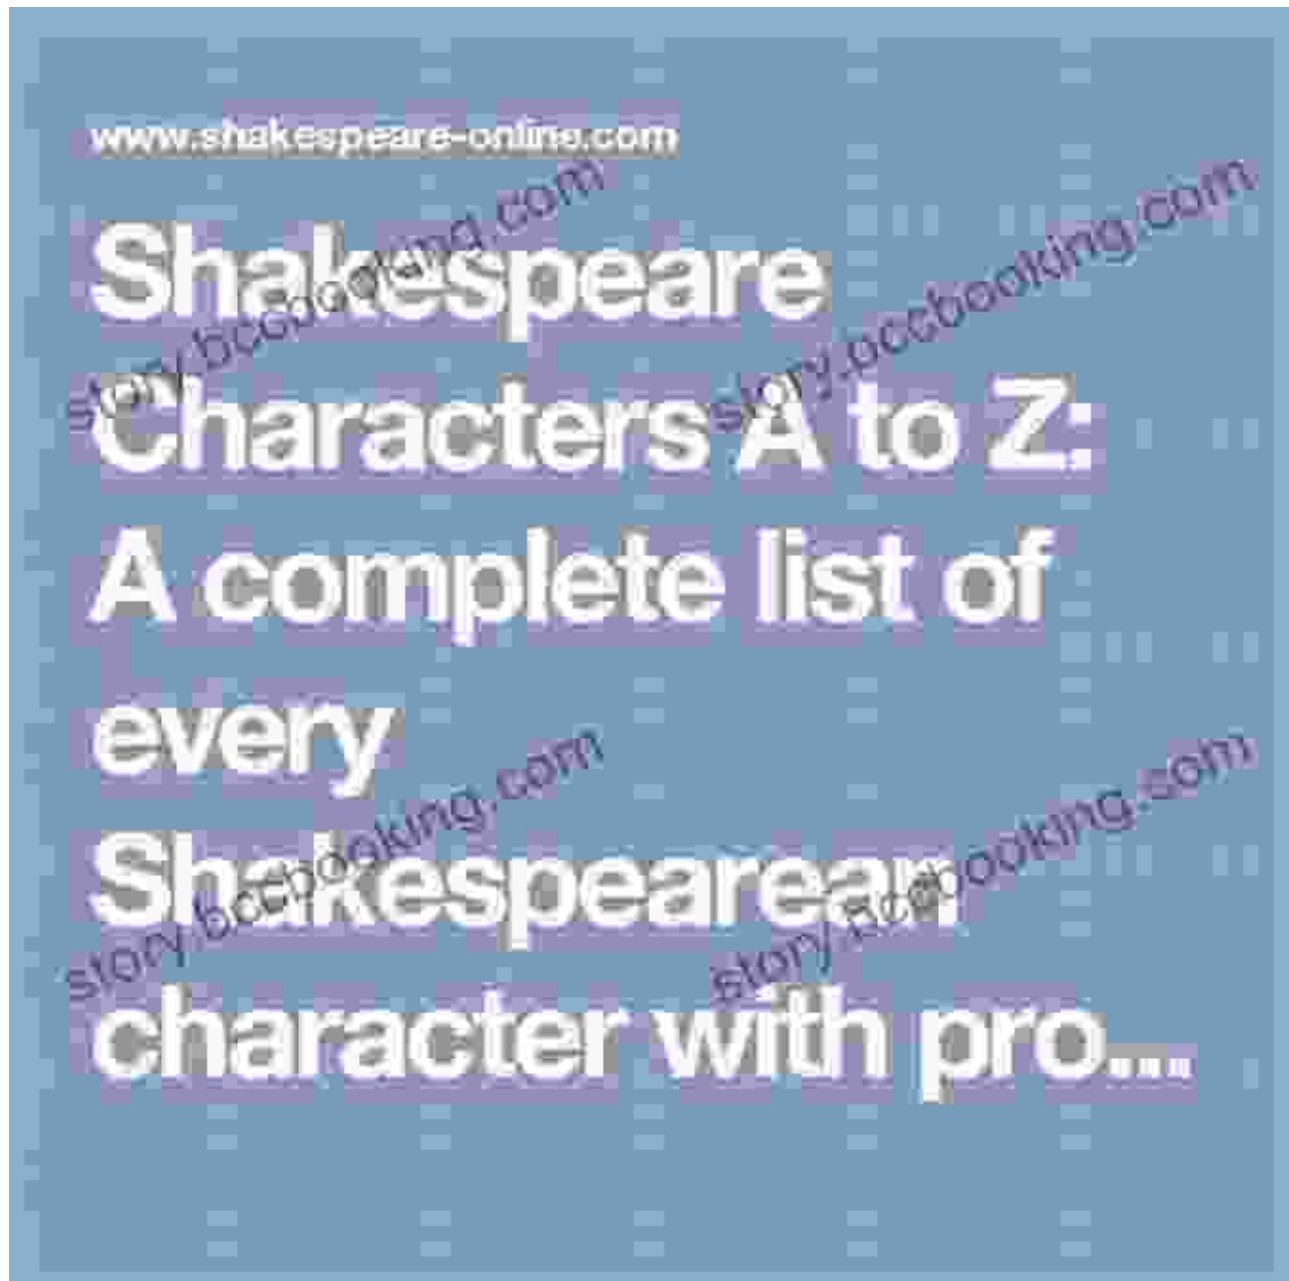 www.shakespeare-online.com
Shakespeare
Characters A to Z:
A complete list of
every
Shakespearean
character with pro...
story.bccbooking.com
story.bccbooking.com
story.bccbooking.com
story.bccbooking.com